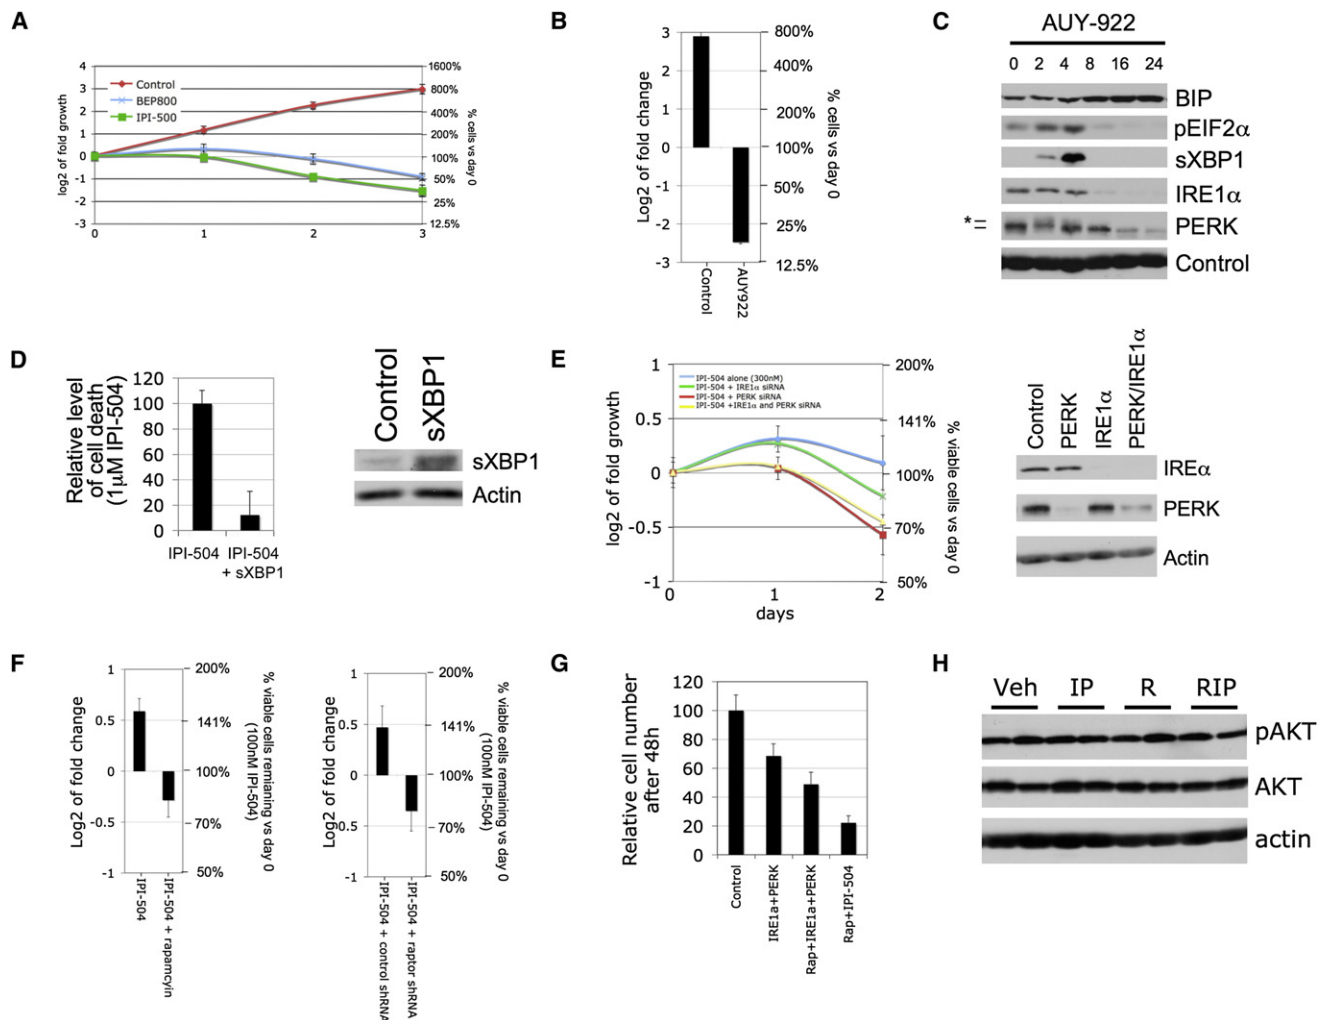 A
4
3
2
1
0
-1
-2
-3
log2 of fold growth
Control
BEP800
IPI-500
1600%
800%
400%
200%
100%
50%
25%
12.5%
% cells vs day 0
0 1 2 3
B
3
2
1
0
-1
-2
-3
Log2 of fold change
800%
400%
200%
100%
50%
25%
12.5%
% cells vs day 0
Control
AUY922
C
AUY-922
0 2 4 8 16 24
BIP
pEIF2α
sXBP1
IRE1α
* PERK
Control
D
Relative level
of cell death
(1μM IPI-504)
120
100
80
60
40
20
0
IPI-504
IPI-504
+ sXBP1
Control
sXBP1
sXBP1
Actin
E
1
0.5
0
-0.5
-1
log2 of fold growth
IPI-504 alone (300nM)
IPI-504 + IRE1α siRNA
IPI-504 + PERK siRNA
IPI-504 +IRE1α and PERK siRNA
200%
141%
100%
70%
50%
% viable cells vs day 0
0 1 2
days
Control
PERK
IRE1α
PERK/IRE1α
IREα
PERK
Actin
F
1
0.5
0
-0.5
-1
Log2 of fold change
200%
141%
100%
70%
50%
% viable cells remaining vs day 0
(100nM IPI-504)
IPI-504
IPI-504 + rapamcyin
1
0.5
0
-0.5
-1
Log2 of fold change
200%
141%
100%
70%
50%
% viable cells remaining vs day 0
(100nM IPI-504)
IPI-504 + control shRNA
IPI-504 + raptor shRNA
G
Relative cell number
after 48h
120
100
80
60
40
20
0
Control
IRE1a+PERK
Rap+IRE1a+PERK
Rap+IPI-504
H
Veh IP R RIP
pAKT
AKT
actin